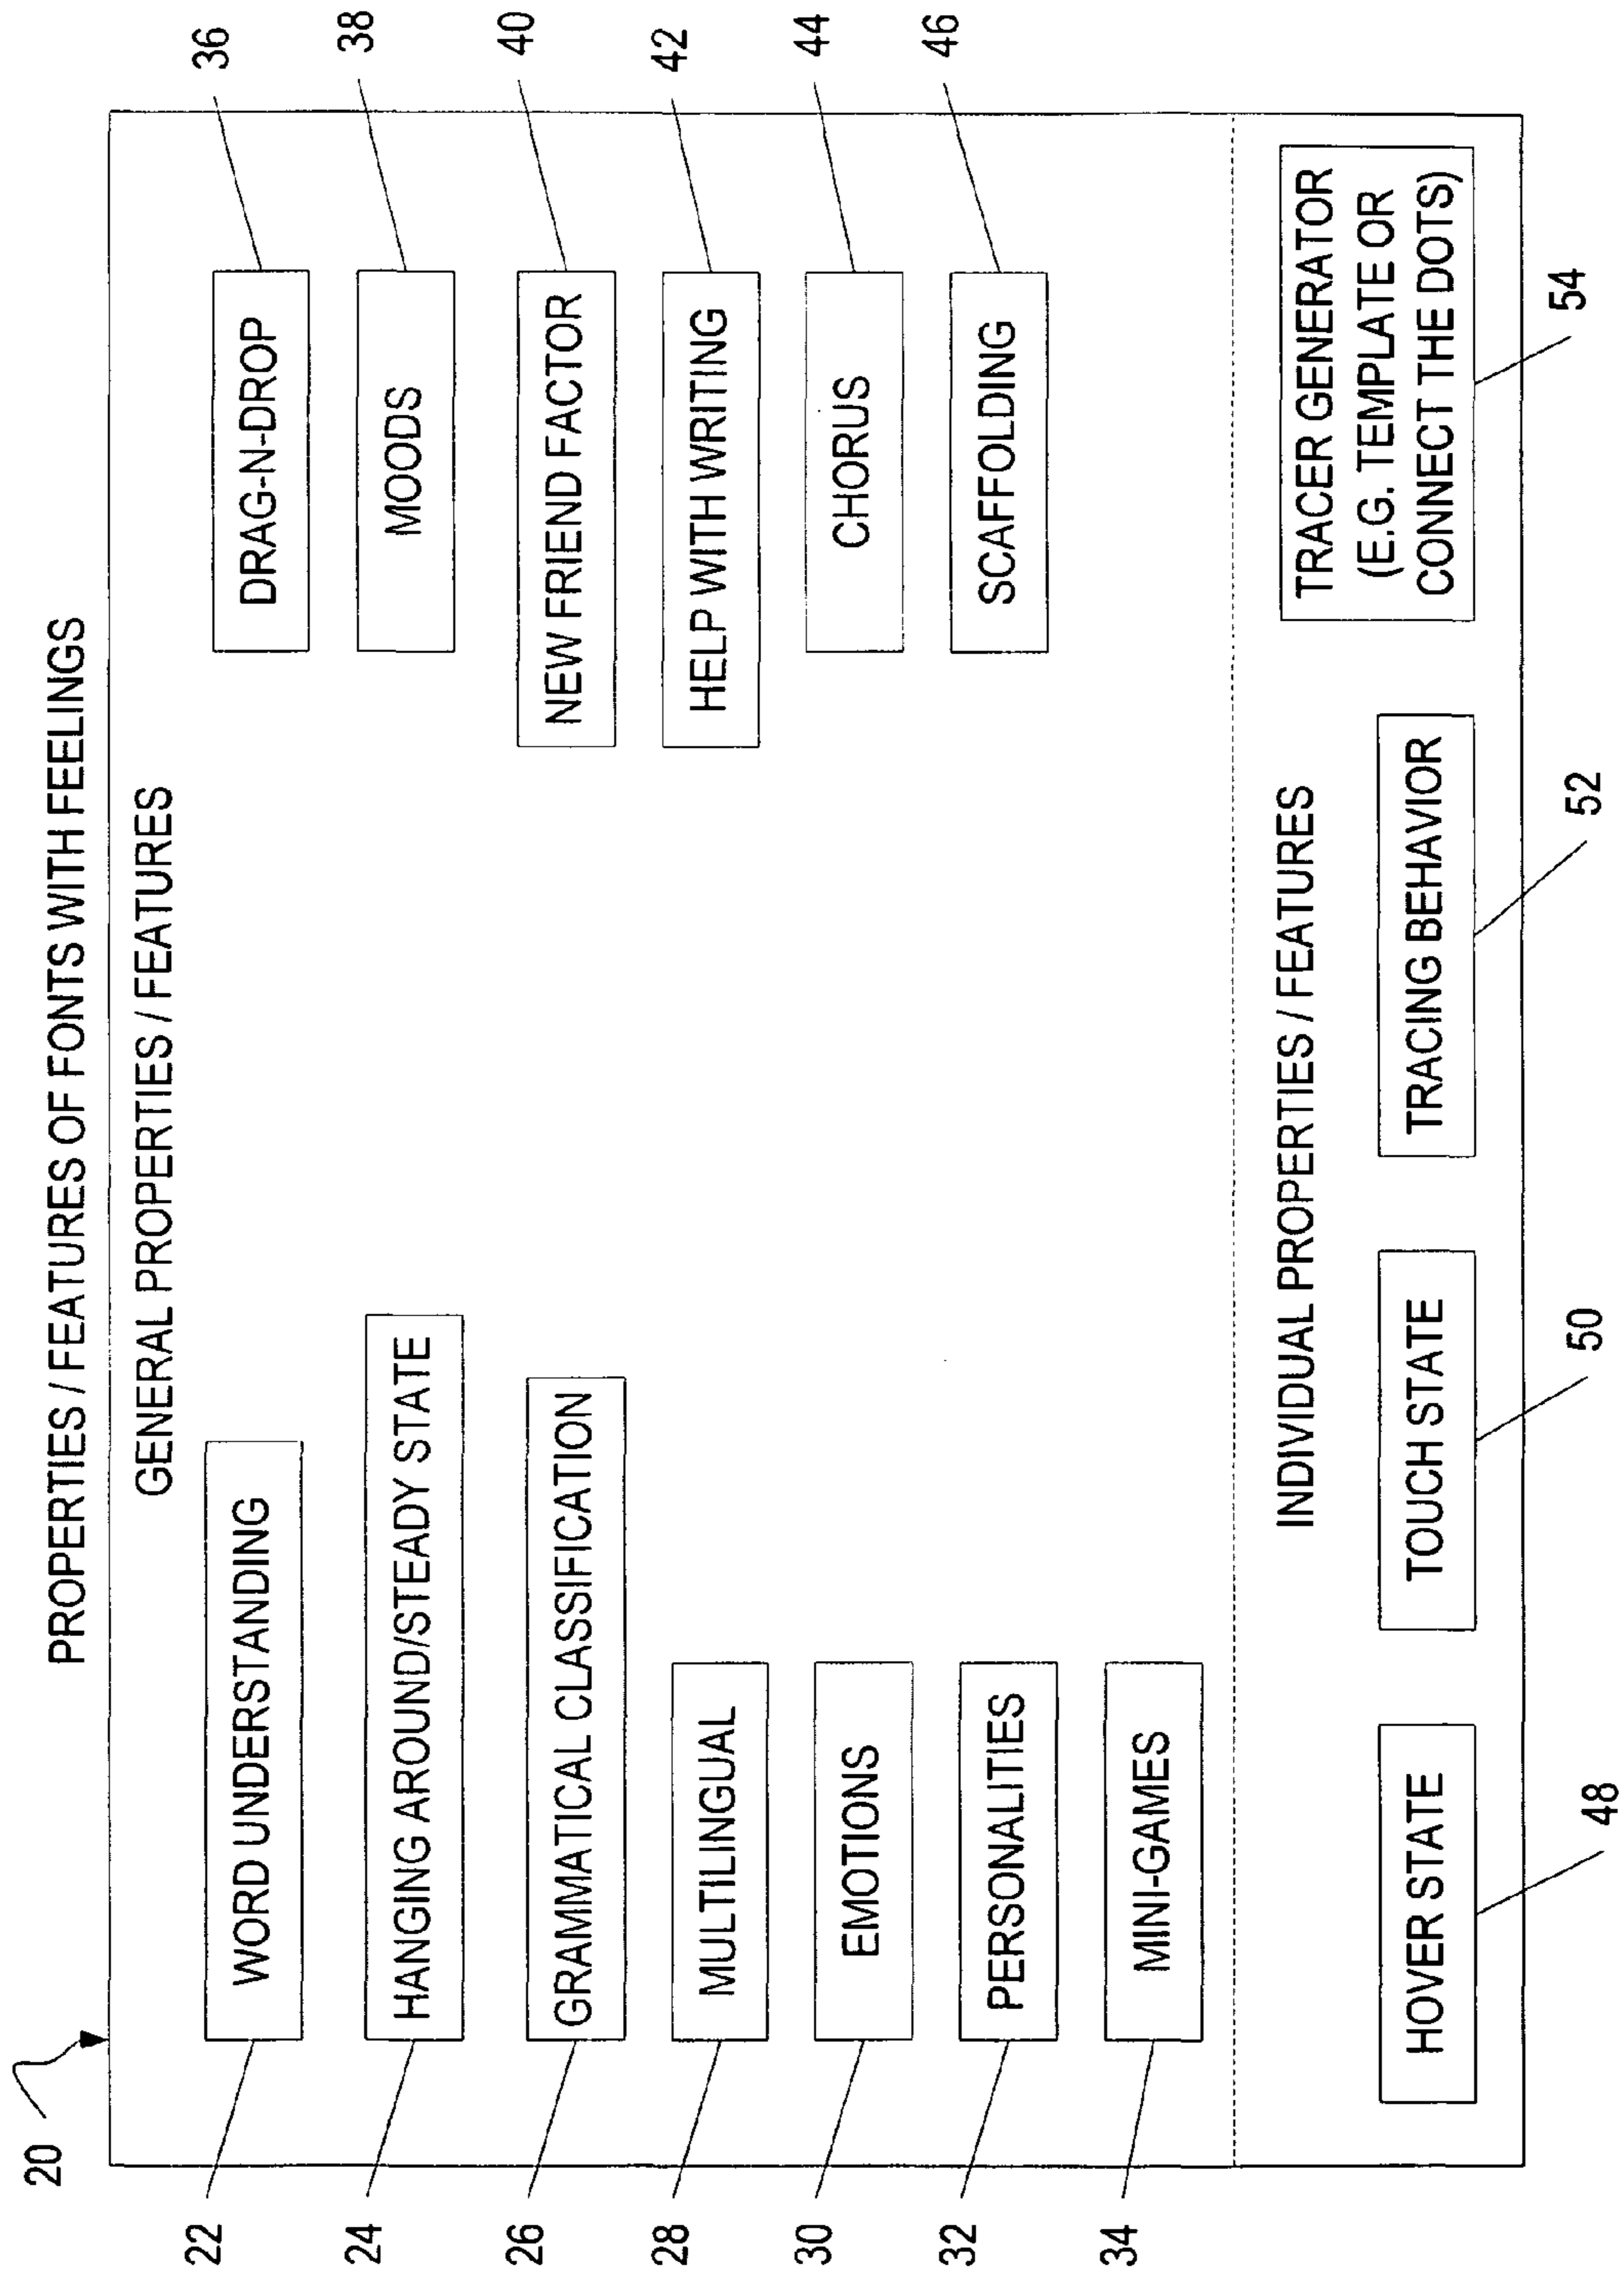 PROPERTIES / FEATURES OF FONTS WITH FEELINGS
20
GENERAL PROPERTIES / FEATURES
22
WORD UNDERSTANDING
24
HANGING AROUND/STEADY STATE
26
GRAMMATICAL CLASSIFICATION
28
MULTILINGUAL
30
EMOTIONS
32
PERSONALITIES
34
MINI-GAMES
DRAG-N-DROP
36
MOODS
38
NEW FRIEND FACTOR
40
HELP WITH WRITING
42
CHORUS
44
SCAFFOLDING
46
INDIVIDUAL PROPERTIES / FEATURES
HOVER STATE
48
TOUCH STATE
50
TRACING BEHAVIOR
52
TRACER GENERATOR
(E.G. TEMPLATE OR
CONNECT THE DOTS)
54